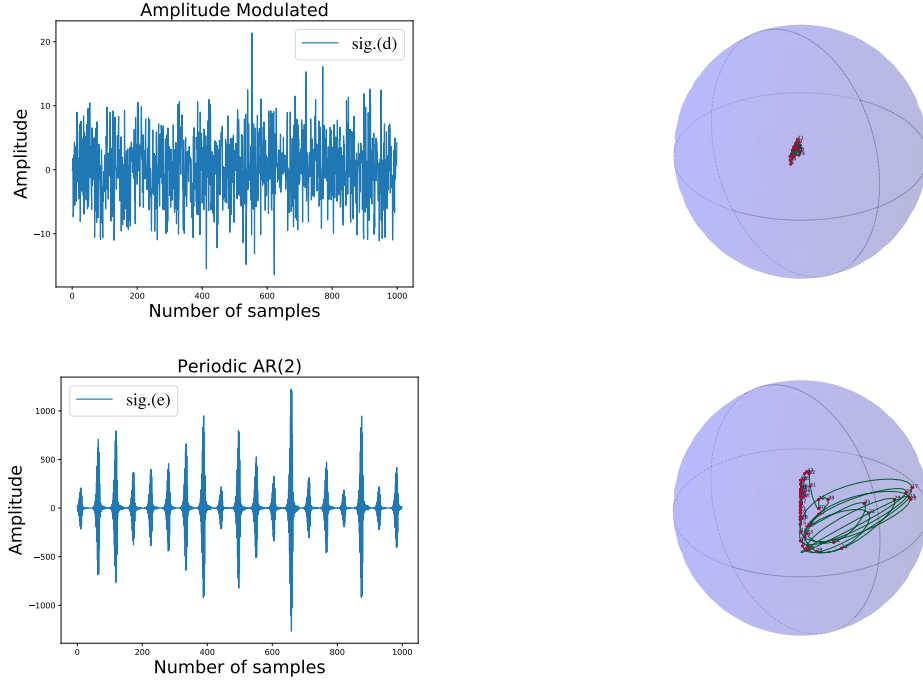 Amplitude Modulated
sig.(d)
20
10
0
−10
Amplitude
0 200 400 600 800 1000
Number of samples
Periodic AR(2)
sig.(e)
1000
500
0
−500
−1000
Amplitude
0 200 400 600 800 1000
Number of samples